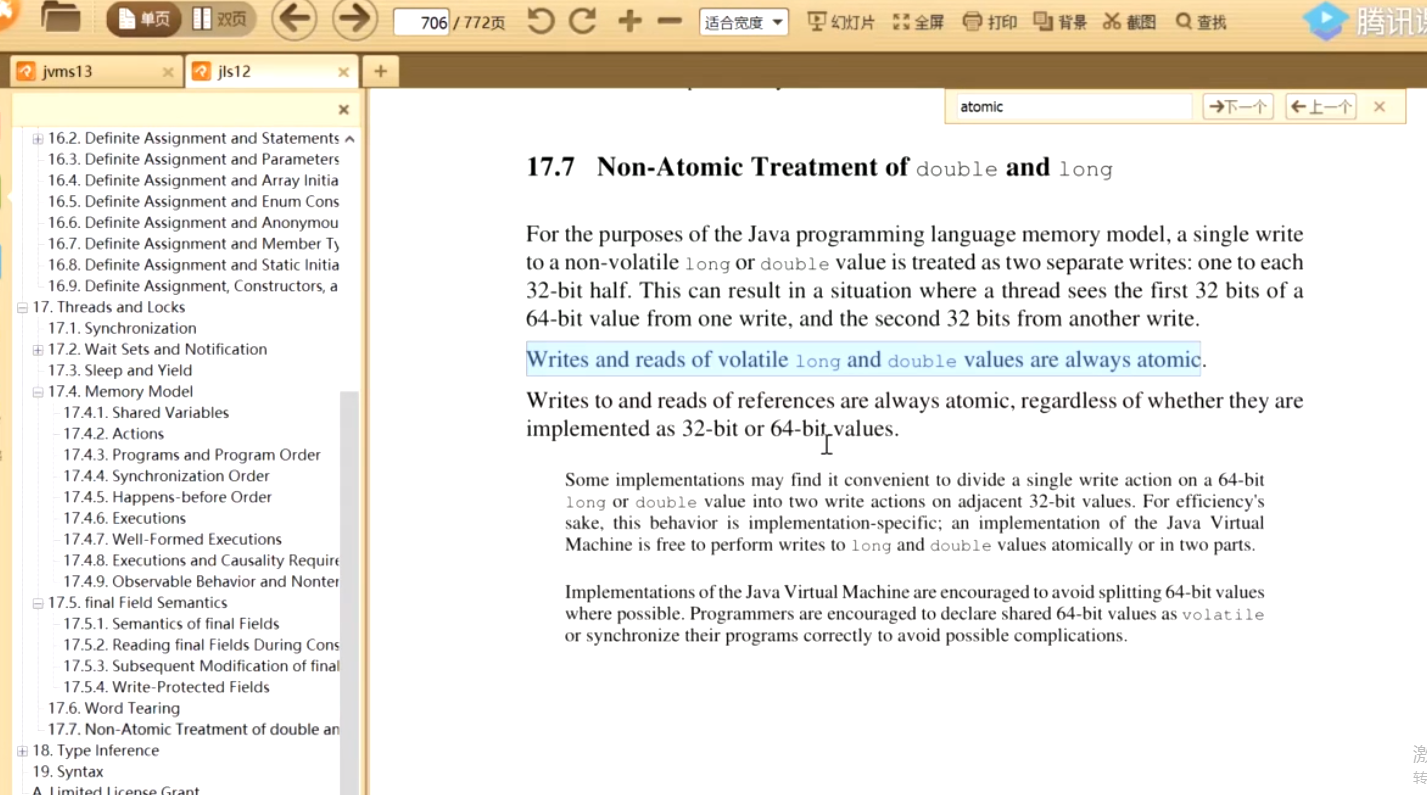 单页
双页
706 / 772页
适合宽度
幻灯片
全屏
打印
背景
截图
查找
jvms13
jls12
atomic
下一个
上一个
16.2. Definite Assignment and Statements
16.3. Definite Assignment and Parameters
16.4. Definite Assignment and Array Initia
16.5. Definite Assignment and Enum Cons
16.6. Definite Assignment and Anonymou
16.7. Definite Assignment and Member Ty
16.8. Definite Assignment and Static Initia
16.9. Definite Assignment, Constructors, a
17. Threads and Locks
17.1. Synchronization
17.2. Wait Sets and Notification
17.3. Sleep and Yield
17.4. Memory Model
17.4.1. Shared Variables
17.4.2. Actions
17.4.3. Programs and Program Order
17.4.4. Synchronization Order
17.4.5. Happens-before Order
17.4.6. Executions
17.4.7. Well-Formed Executions
17.4.8. Executions and Causality Require
17.4.9. Observable Behavior and Nonter
17.5. final Field Semantics
17.5.1. Semantics of final Fields
17.5.2. Reading final Fields During Cons
17.5.3. Subsequent Modification of final
17.5.4. Write-Protected Fields
17.6. Word Tearing
17.7. Non-Atomic Treatment of double an
18. Type Inference
19. Syntax
A. Limited License Grant
17.7 Non-Atomic Treatment of double and long
For the purposes of the Java programming language memory model, a single write
to a non-volatile long or double value is treated as two separate writes: one to each
32-bit half. This can result in a situation where a thread sees the first 32 bits of a
64-bit value from one write, and the second 32 bits from another write.
Writes and reads of volatile long and double values are always atomic.
Writes to and reads of references are always atomic, regardless of whether they are
implemented as 32-bit or 64-bit values.
Some implementations may find it convenient to divide a single write action on a 64-bit
long or double value into two write actions on adjacent 32-bit values. For efficiency's
sake, this behavior is implementation-specific; an implementation of the Java Virtual
Machine is free to perform writes to long and double values atomically or in two parts.
Implementations of the Java Virtual Machine are encouraged to avoid splitting 64-bit values
where possible. Programmers are encouraged to declare shared 64-bit values as volatile
or synchronize their programs correctly to avoid possible complications.
腾讯